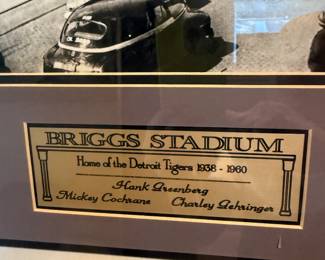 BRIGGS STADIUM
Home of the Detroit Tigers 1938 - 1960
Hank Greenberg
Mickey Cochrane Charley Gehringer